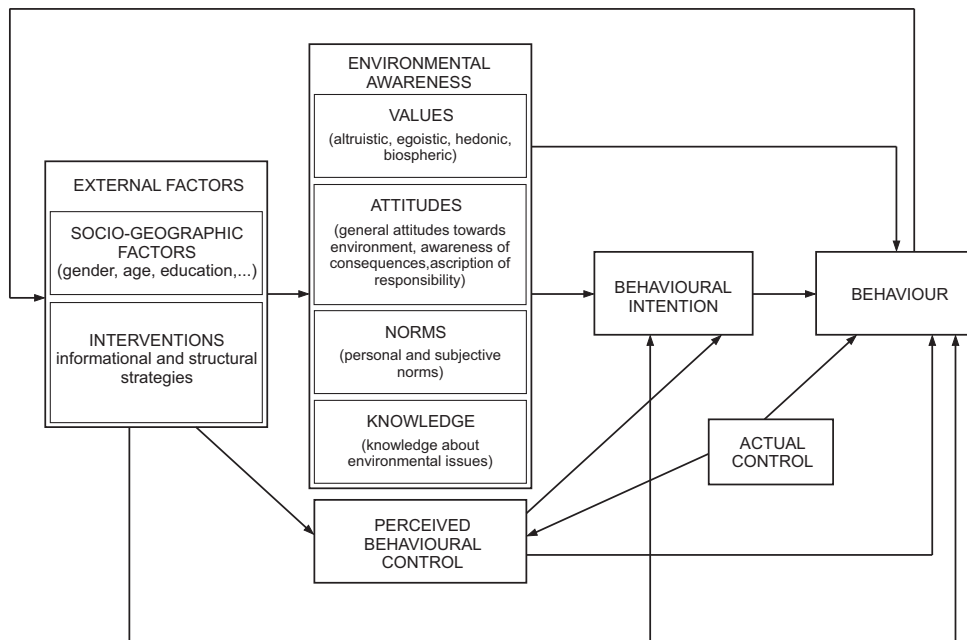 EXTERNAL FACTORS
SOCIO-GEOGRAPHIC
FACTORS
(gender, age, education,...)
INTERVENTIONS
informational and structural
strategies
ENVIRONMENTAL
AWARENESS
VALUES
(altruistic, egoistic, hedonic,
biospheric)
ATTITUDES
(general attitudes towards
environment, awareness of
consequences,ascription of
responsibility)
NORMS
(personal and subjective
norms)
KNOWLEDGE
(knowledge about
environmental issues)
PERCEIVED
BEHAVIOURAL
CONTROL
BEHAVIOURAL
INTENTION
BEHAVIOUR
ACTUAL
CONTROL